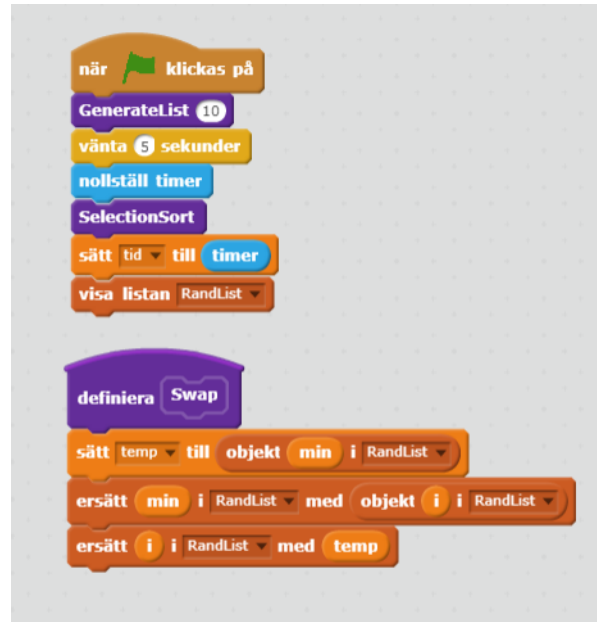 när klickas på
GenerateList 10
vänta 5 sekunder
nollställ timer
SelectionSort
sätt tid till timer
visa listan RandList
definiera Swap
sätt temp till objekt min i RandList
ersätt min i RandList med objekt i i RandList
ersätt i i RandList med temp